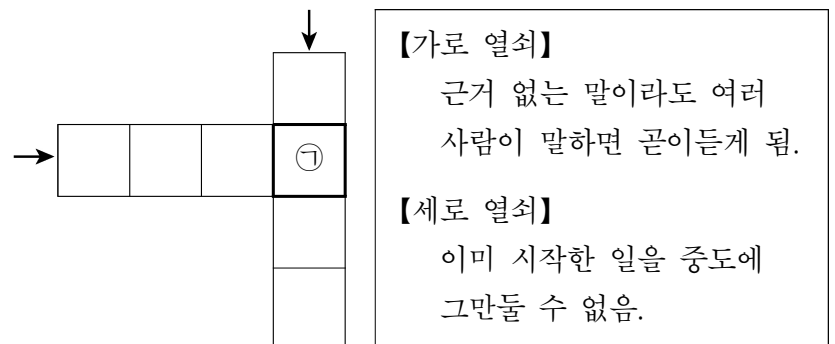 ㉠
【가로 열쇠】
근거 없는 말이라도 여러
사람이 말하면 곧이듣게 됨.
【세로 열쇠】
이미 시작한 일을 중도에
그만둘 수 없음.